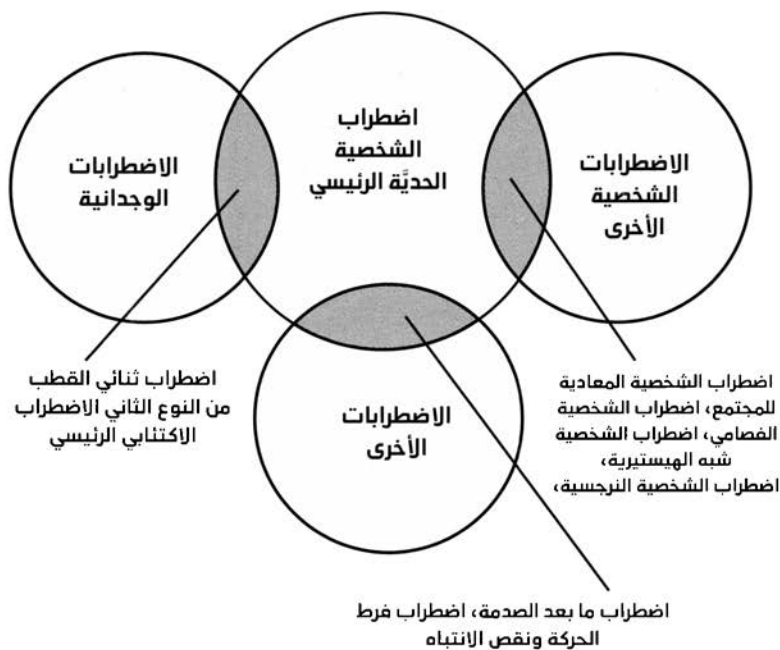 اضطراب
الشخصية
الحديَّة الرئيسي
الاضطرابات
الوجدانية
الاضطرابات
الشخصية
الأخرى
الاضطرابات
الأخرى
اضطراب ثنائي القطب
من النوع الثاني الاضطراب
الاكتئابي الرئيسي
اضطراب الشخصية المعادية
للمجتمع، اضطراب الشخصية
الفصامي، اضطراب الشخصية
شبه الهيستيرية،
اضطراب الشخصية النرجسية،
اضطراب ما بعد الصدمة، اضطراب فرط
الحركة ونقص الانتباه